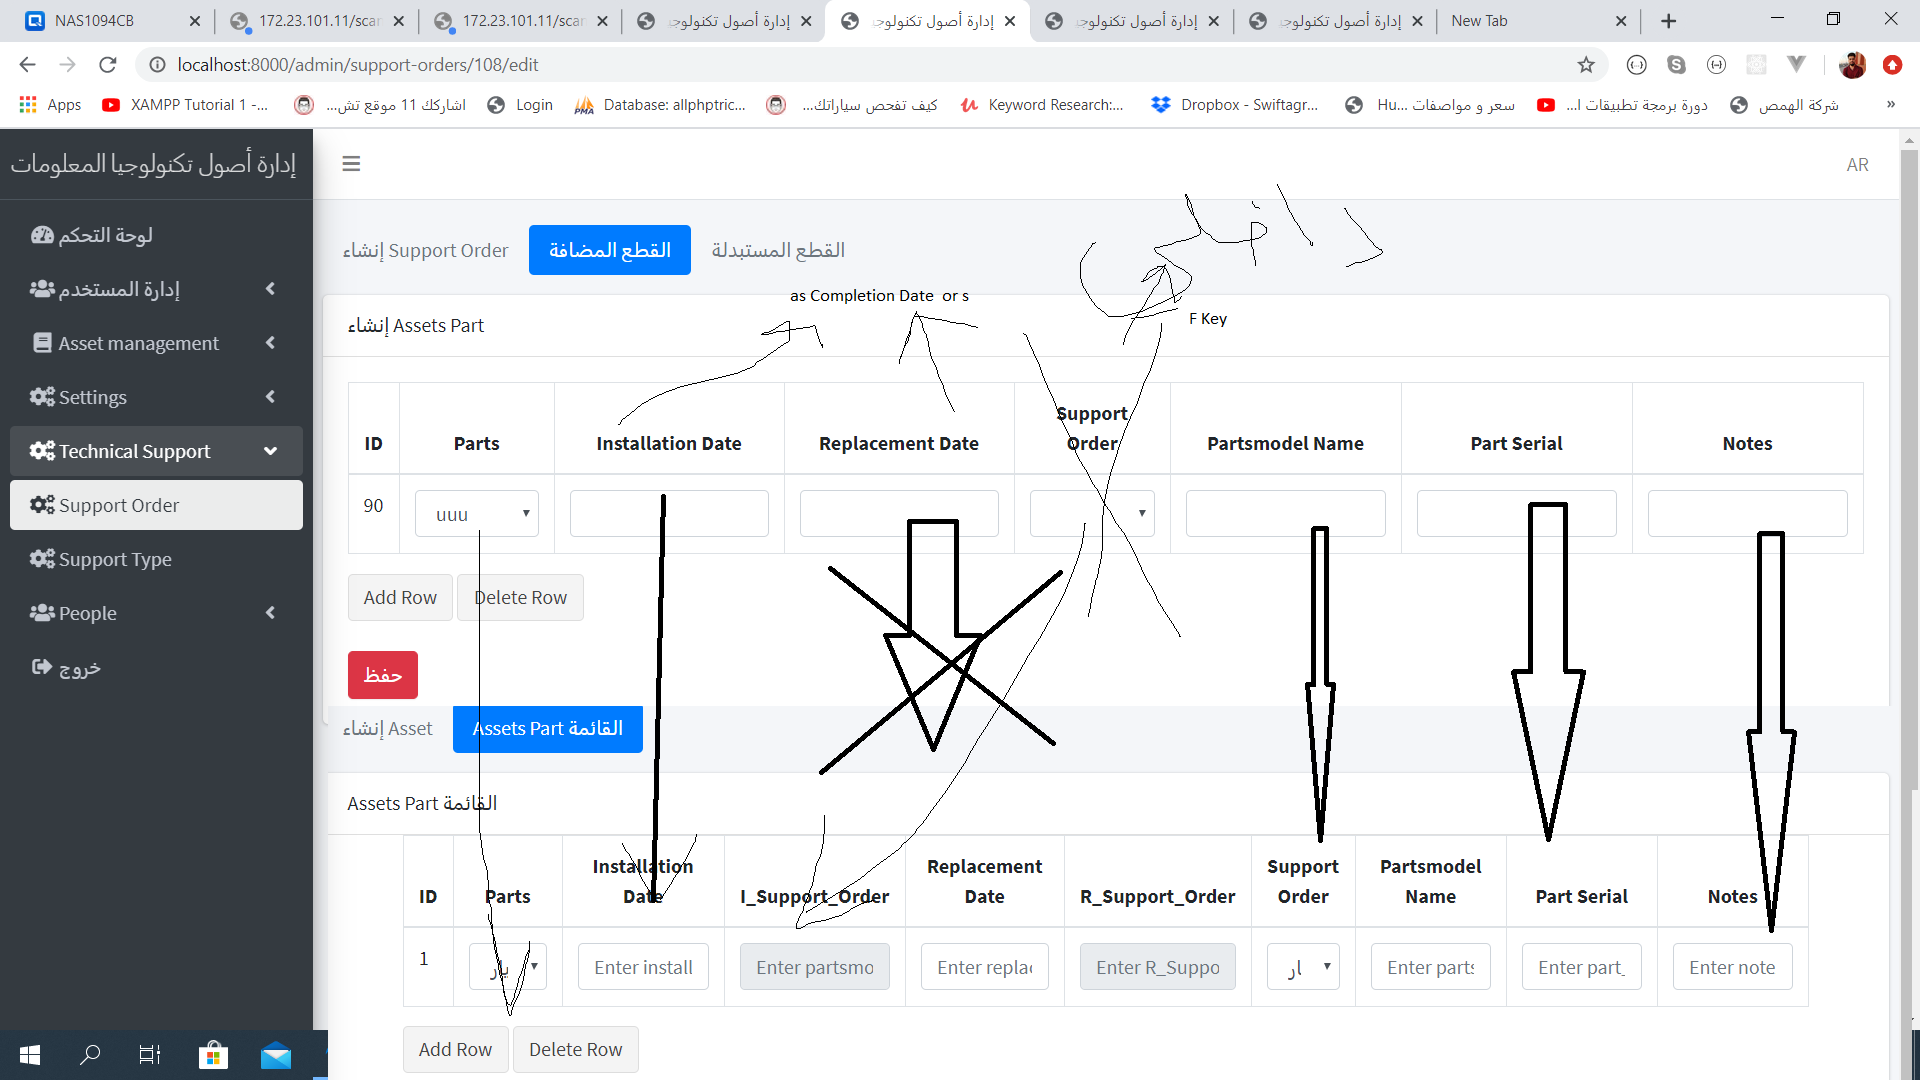 NAS1094CB
172.23.101.11/scar
172.23.101.11/scar
إدارة أصول تكنولوجيا
إدارة أصول تكنولوجيا
إدارة أصول تكنولوجيا
إدارة أصول تكنولوجيا
New Tab
localhost:8000/admin/support-orders/108/edit
Apps
XAMPP Tutorial 1 -...
اشاركك 11 موقع تش...
Login
Database: allphptric...
كيف تفحص سياراتك...
Keyword Research:...
Dropbox - Swiftagr...
سعر و مواصفات Hu...
دورة برمجة تطبيقات ا...
شركة الهمص
»
إدارة أصول تكنولوجيا المعلومات
AR
لوحة التحكم
إدارة المستخدم
Asset management
Settings
Technical Support
Support Order
Support Type
People
خروج
إنشاء Support Order
القطع المضافة
القطع المستبدلة
as Completion Date or s
F Key
إنشاء Assets Part
ID
Parts
Installation Date
Replacement Date
Support Order
Partsmodel Name
Part Serial
Notes
90
uuu
Add Row
Delete Row
حفظ
إنشاء Asset
Assets Part القائمة
Assets Part القائمة
ID
Parts
Installation Date
I_Support_Order
Replacement Date
R_Support_Order
Support Order
Partsmodel Name
Part Serial
Notes
1
بار
Enter install
Enter partsmo
Enter repla
Enter R_Suppo
ار
Enter parts
Enter part_
Enter note
Add Row
Delete Row